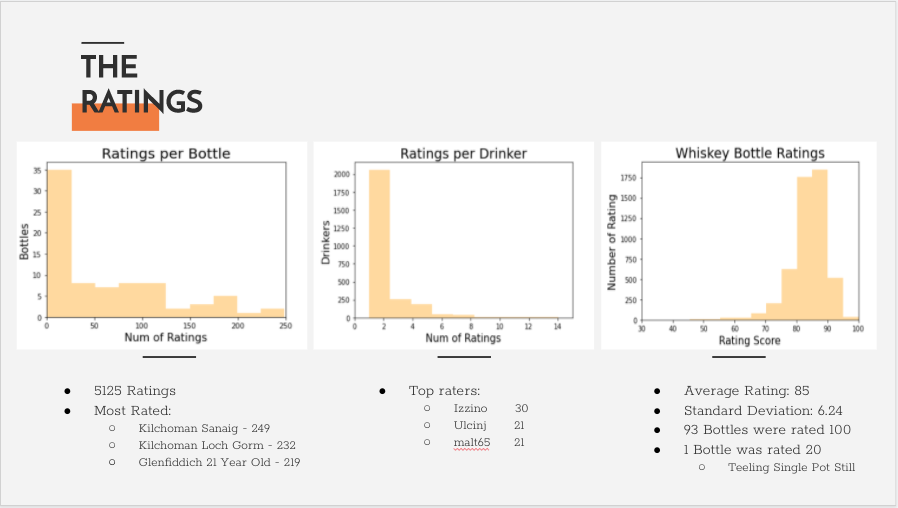 THE
RATINGS
Ratings per Bottle
Bottles
35
30
25
20
15
10
5
0
0 50 100 150 200 250
Num of Ratings
Ratings per Drinker
Drinkers
2000
1750
1500
1250
1000
750
500
250
0
0 2 4 6 8 10 12 14
Num of Ratings
Whiskey Bottle Ratings
Number of Rating
1750
1500
1250
1000
750
500
250
0
30 40 50 60 70 80 90 100
Rating Score
● 5125 Ratings
● Most Rated:
○ Kilchoman Sanaig - 249
○ Kilchoman Loch Gorm - 232
○ Glenfiddich 21 Year Old - 219
● Top raters:
○ Izzino 30
○ Ulcinj 21
○ malt65 21
● Average Rating: 85
● Standard Deviation: 6.24
● 93 Bottles were rated 100
● 1 Bottle was rated 20
○ Teeling Single Pot Still